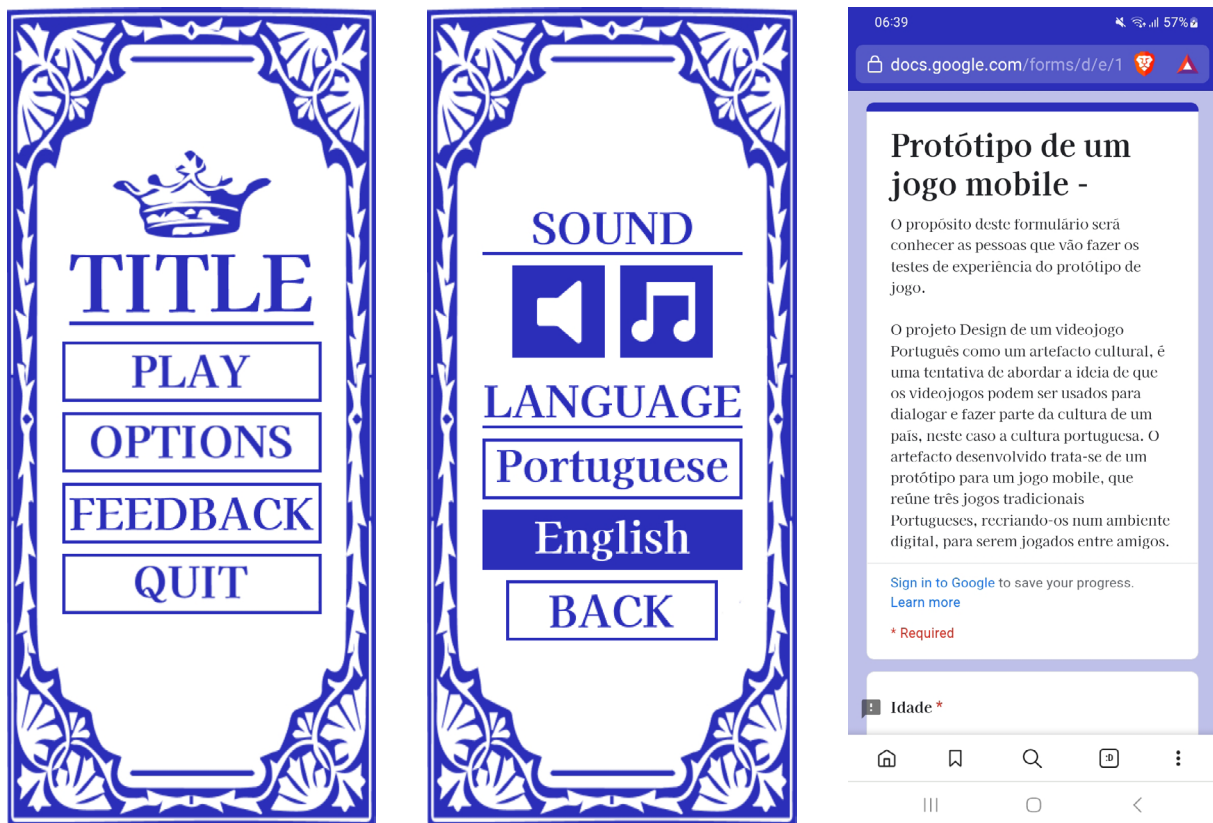 TITLE
PLAY
OPTIONS
FEEDBACK
QUIT
SOUND
LANGUAGE
Portuguese
English
BACK
06:39
57%
docs.google.com/forms/d/e/1
Protótipo de um
jogo mobile -
O propósito deste formulário será
conhecer as pessoas que vão fazer os
testes de experiência do protótipo de
jogo.
O projeto Design de um videojogo
Português como um artefacto cultural, é
uma tentativa de abordar a ideia de que
os videojogos podem ser usados para
dialogar e fazer parte da cultura de um
país, neste caso a cultura portuguesa. O
artefacto desenvolvido trata-se de um
protótipo para um jogo mobile, que
reúne três jogos tradicionais
Portugueses, recriando-os num ambiente
digital, para serem jogados entre amigos.
Sign in to Google to save your progress.
Learn more
* Required
Idade *
:D